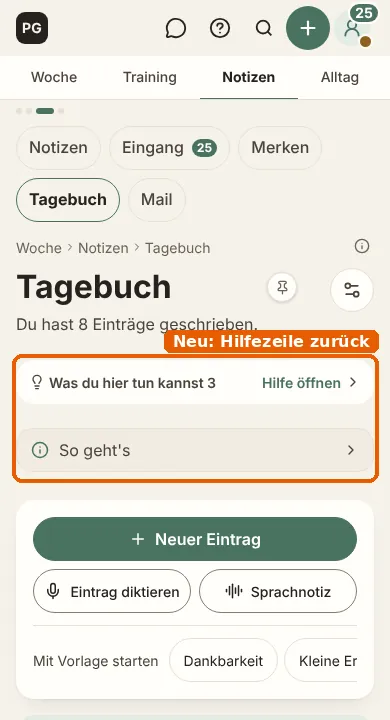 PG
25
Woche Training Notizen Alltag
Notizen Eingang 25 Merken
Tagebuch Mail
Woche > Notizen > Tagebuch
Tagebuch
Du hast 8 Einträge geschrieben.
Neu: Hilfezeile zurück
Was du hier tun kannst 3 Hilfe öffnen
So geht's
+ Neuer Eintrag
Eintrag diktieren Sprachnotiz
Mit Vorlage starten Dankbarkeit Kleine Er